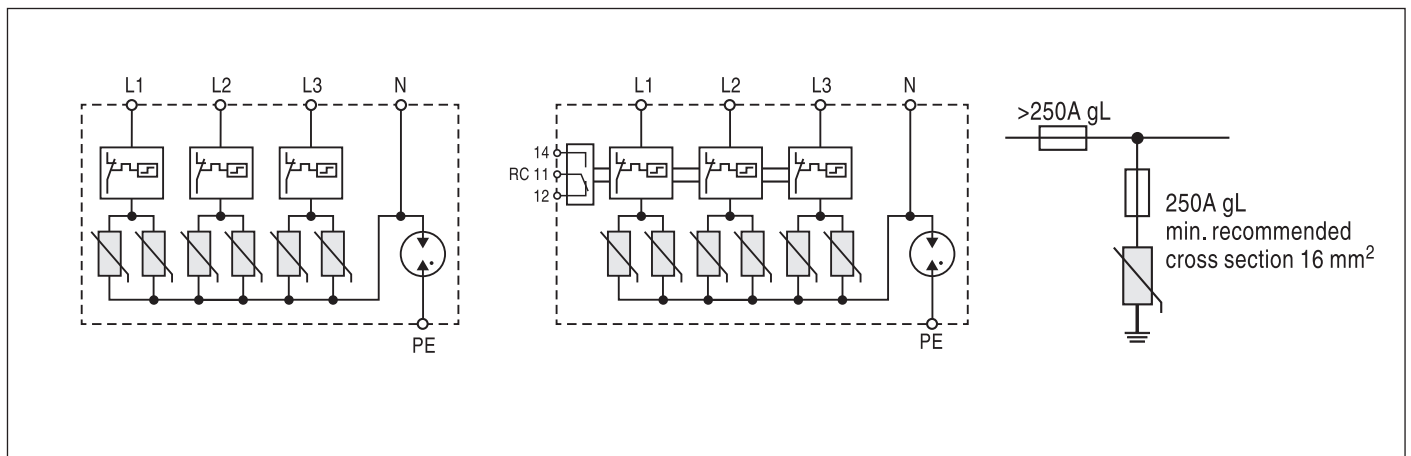 L1 L2 L3 N
PE
L1 L2 L3 N
14
RC 11
12
PE
>250A gL
250A gL
min. recommended
cross section 16 mm²